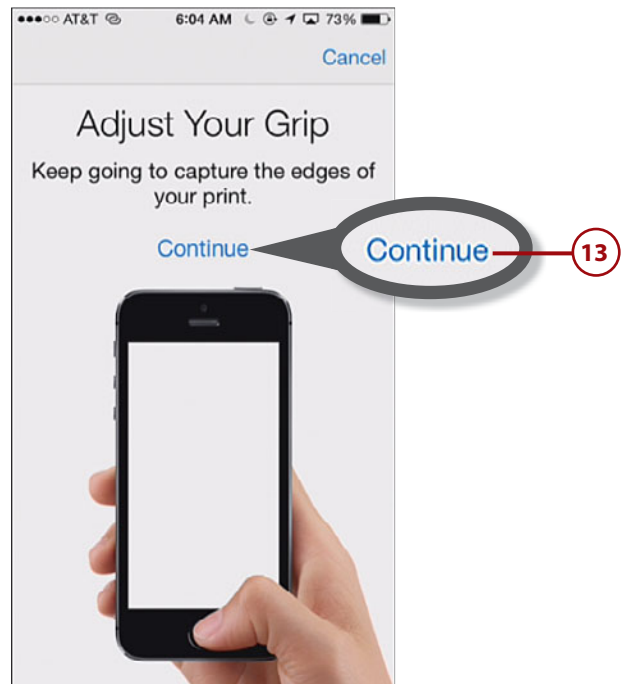 AT&T 6:04 AM 73%
Cancel
Adjust Your Grip
Keep going to capture the edges of
your print.
Continue Continue 13